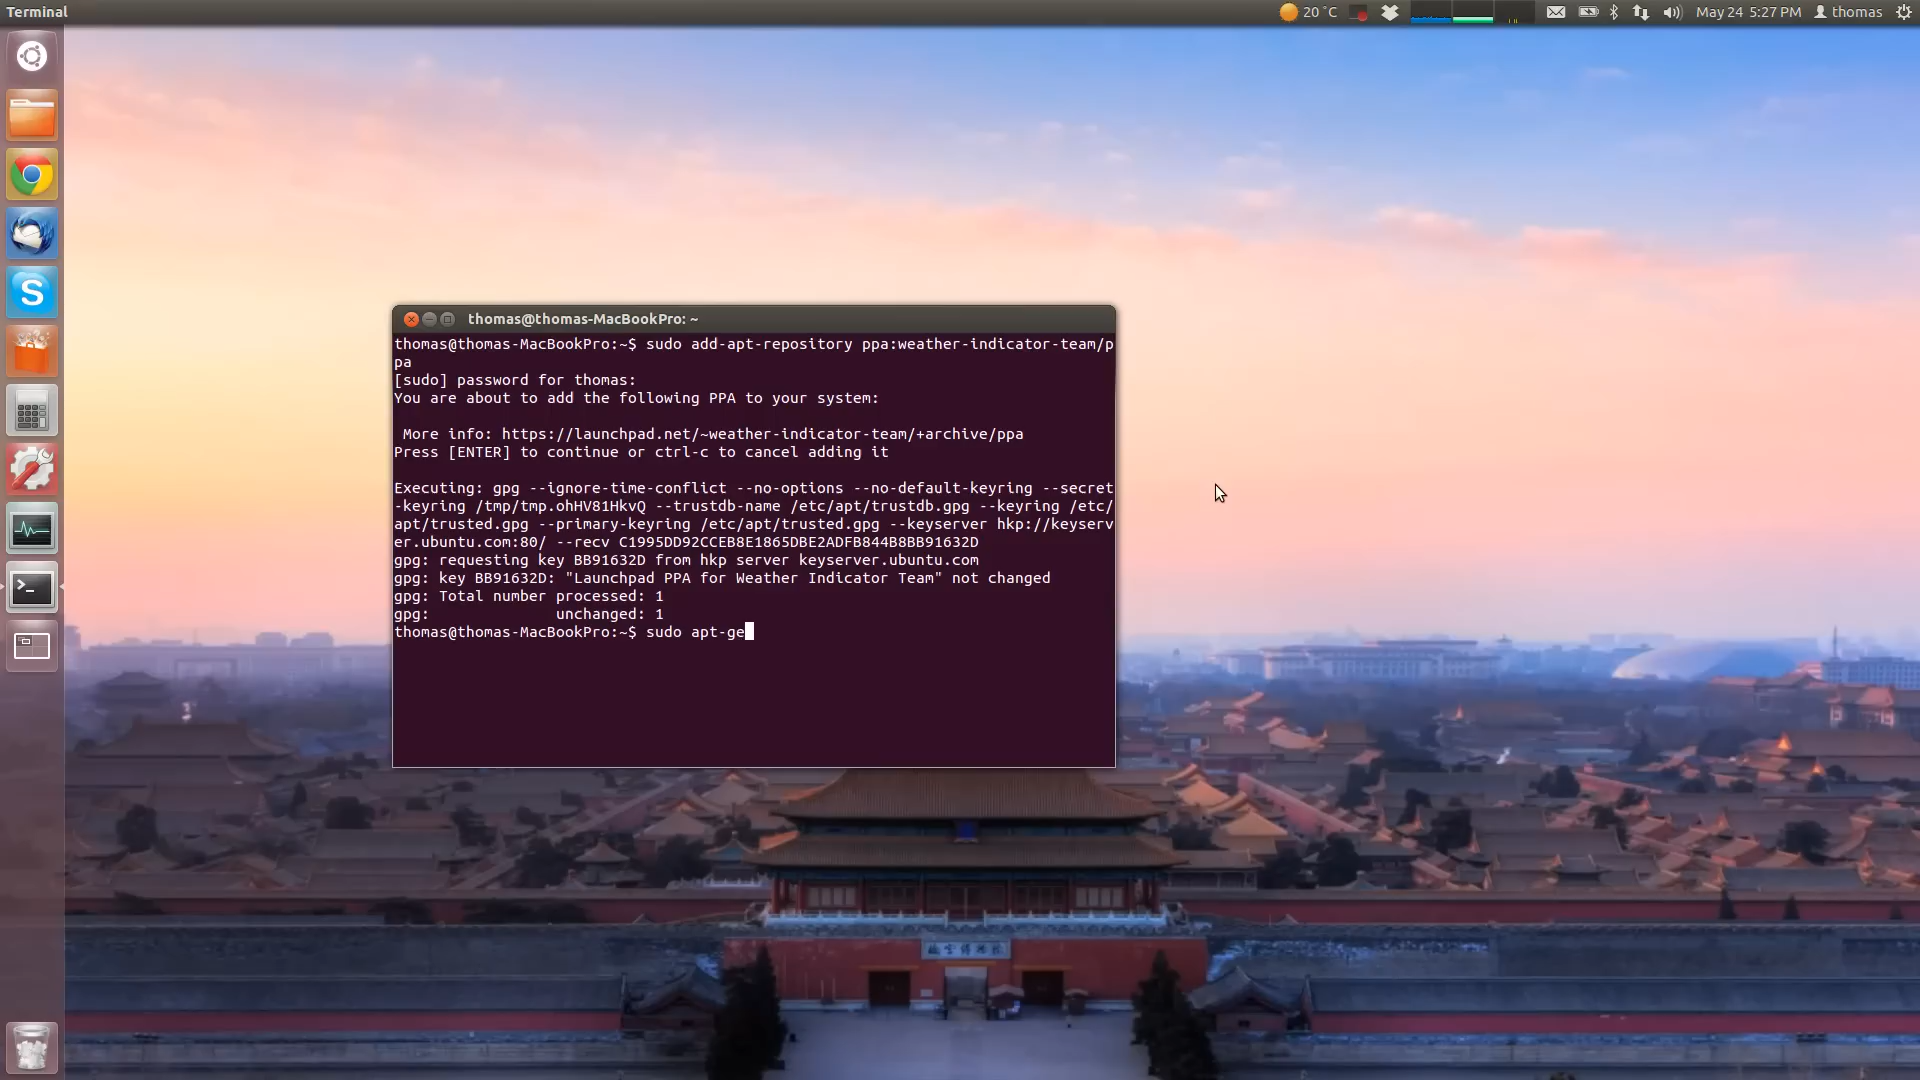 Terminal
20 °C
May 24 5:27 PM
thomas
thomas@thomas-MacBookPro: ~
thomas@thomas-MacBookPro:~$ sudo add-apt-repository ppa:weather-indicator-team/p
pa
[sudo] password for thomas:
You are about to add the following PPA to your system:
More info: https://launchpad.net/~weather-indicator-team/+archive/ppa
Press [ENTER] to continue or ctrl-c to cancel adding it
Executing: gpg --ignore-time-conflict --no-options --no-default-keyring --secret
-keyring /tmp/tmp.ohHV81HkvQ --trustdb-name /etc/apt/trustdb.gpg --keyring /etc/
apt/trusted.gpg --primary-keyring /etc/apt/trusted.gpg --keyserver hkp://keyserv
er.ubuntu.com:80/ --recv C1995DD92CCEB8E1865DBE2ADFB844B8BB91632D
gpg: requesting key BB91632D from hkp server keyserver.ubuntu.com
gpg: key BB91632D: "Launchpad PPA for Weather Indicator Team" not changed
gpg: Total number processed: 1
gpg:              unchanged: 1
thomas@thomas-MacBookPro:~$ sudo apt-ge